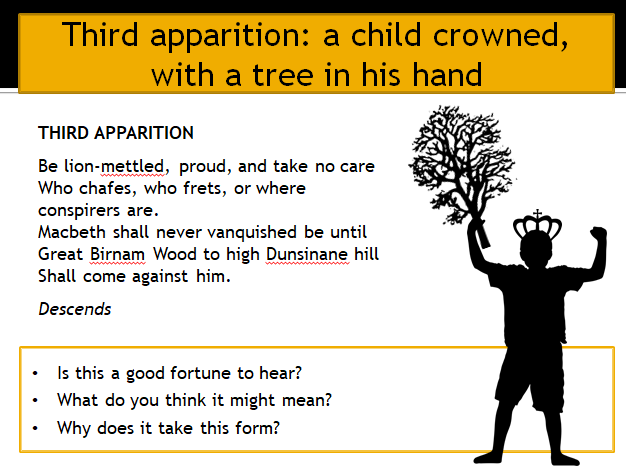 Third apparition: a child crowned,
with a tree in his hand
THIRD APPARITION
Be lion-mettled, proud, and take no care
Who chafes, who frets, or where
conspirers are.
Macbeth shall never vanquished be until
Great Birnam Wood to high Dunsinane hill
Shall come against him.
Descends
• Is this a good fortune to hear?
• What do you think it might mean?
• Why does it take this form?